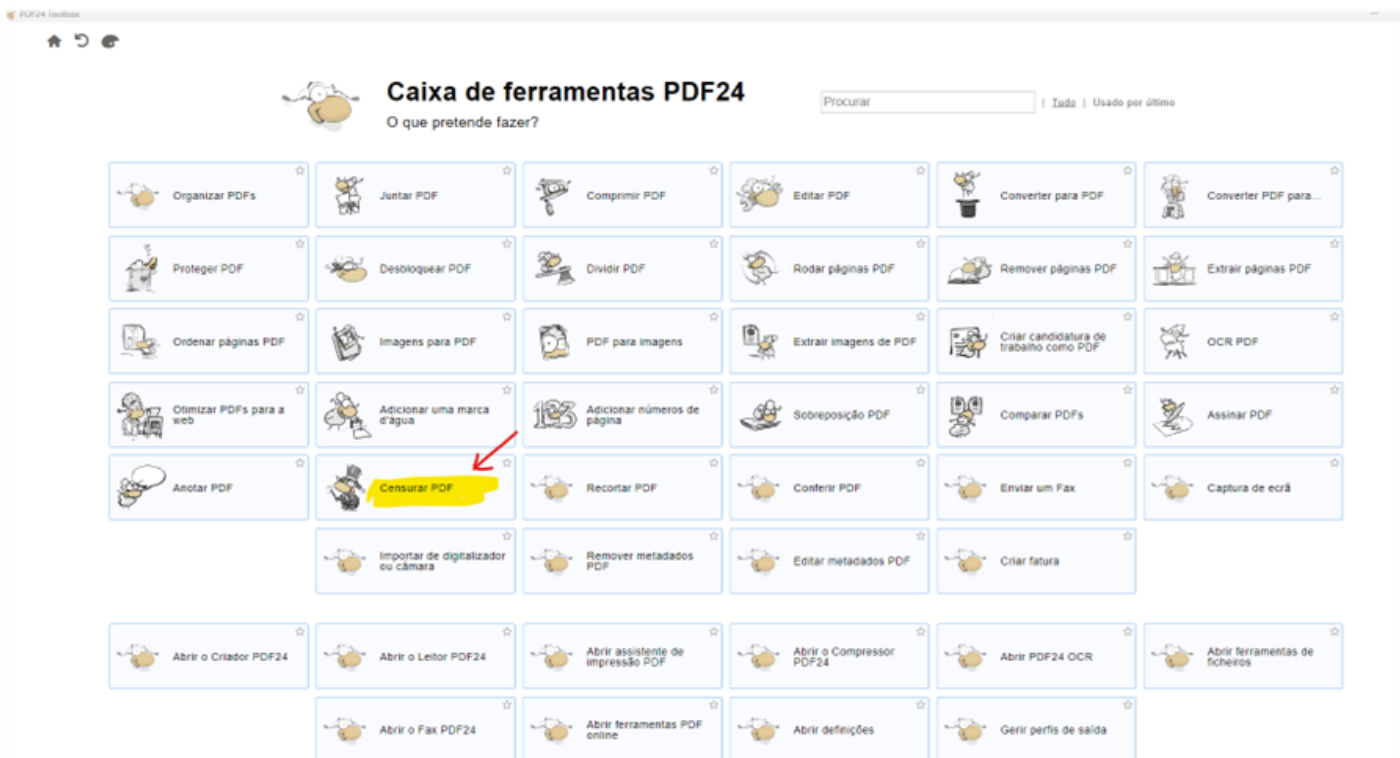 PDF24 Toolbox
Caixa de ferramentas PDF24
O que pretende fazer?
Procurar | Tudo | Usado por último
Organizar PDFs
Juntar PDF
Comprimir PDF
Editar PDF
Converter para PDF
Converter PDF para...
Proteger PDF
Desbloquear PDF
Dividir PDF
Rodar páginas PDF
Remover páginas PDF
Extrair páginas PDF
Ordenar páginas PDF
Imagens para PDF
PDF para imagens
Extrair imagens de PDF
Criar candidatura de
trabalho como PDF
OCR PDF
Otimizar PDFs para a
web
Adicionar uma marca
d'água
123
Adicionar números de
página
Sobreposição PDF
Comparar PDFs
Assinar PDF
Anotar PDF
Censurar PDF
Recortar PDF
Conferir PDF
Enviar um Fax
Captura de ecrã
Importar de digitalizador
ou câmara
Remover metadados
PDF
Editar metadados PDF
Criar fatura
Abrir o Criador PDF24
Abrir o Leitor PDF24
Abrir assistente de
impressão PDF
Abrir o Compressor
PDF24
Abrir PDF24 OCR
Abrir ferramentas de
ficheiros
Abrir o Fax PDF24
Abrir ferramentas PDF
online
Abrir definições
Gerir perfis de saída